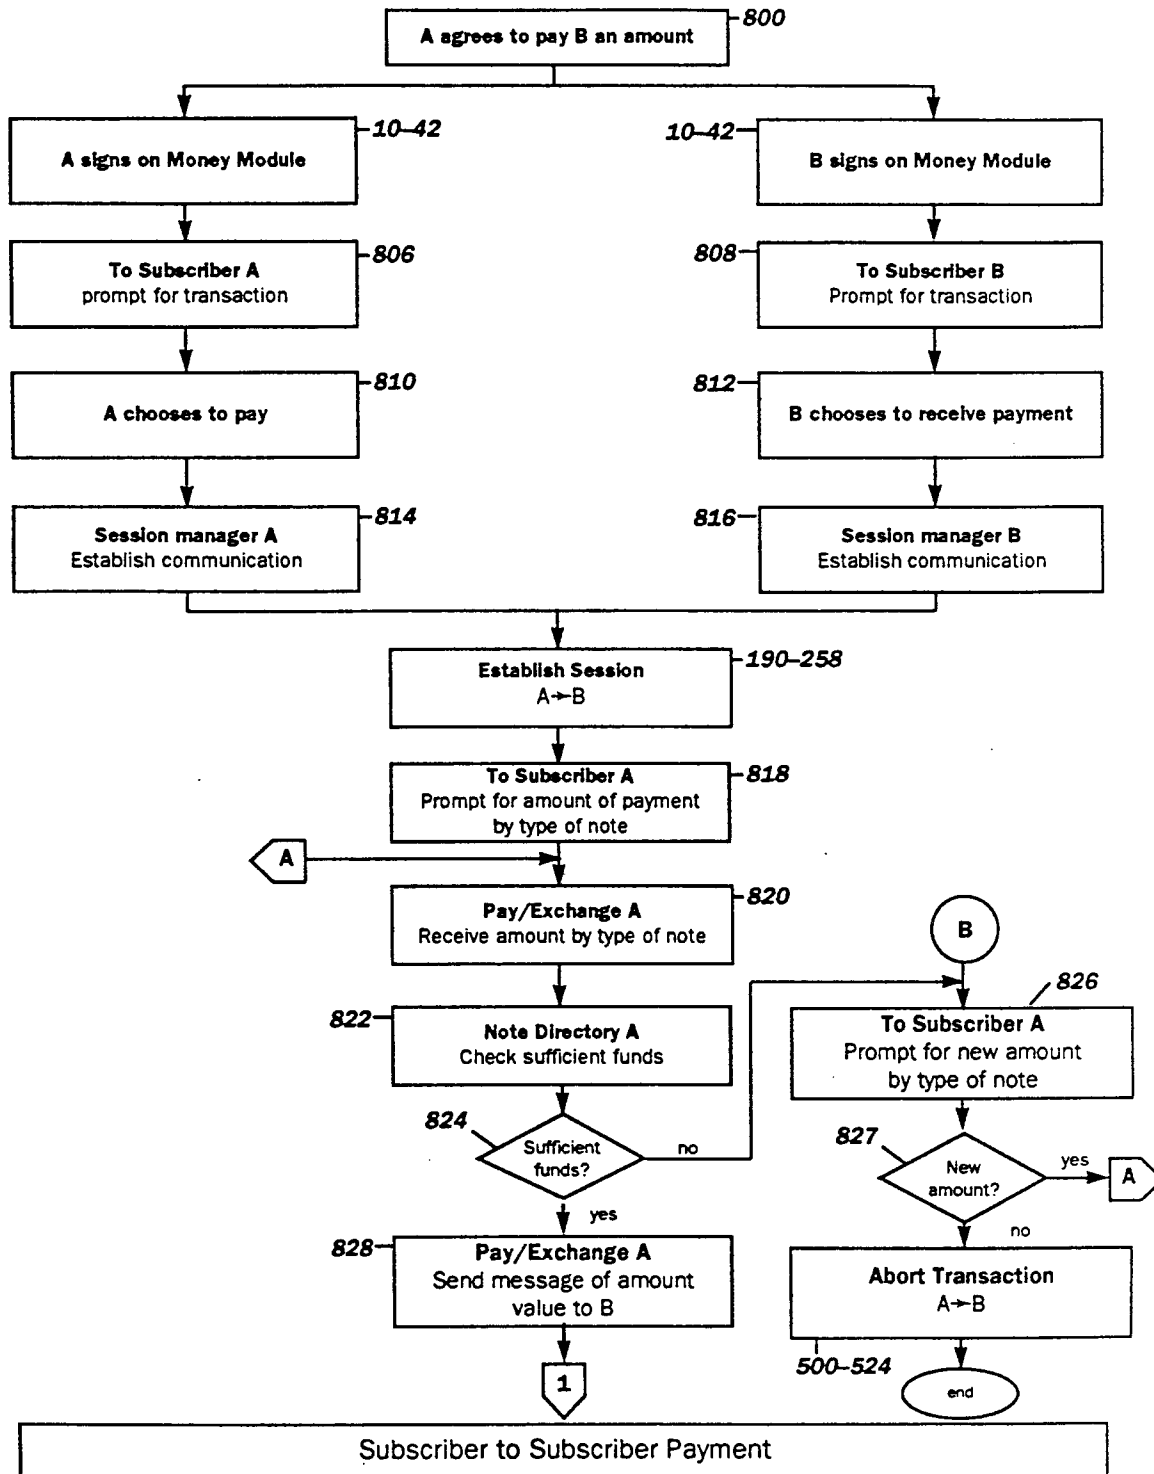 800
A agrees to pay B an amount
10–42
A signs on Money Module
10–42
B signs on Money Module
806
To Subscriber A
prompt for transaction
808
To Subscriber B
Prompt for transaction
810
A chooses to pay
812
B chooses to receive payment
814
Session manager A
Establish communication
816
Session manager B
Establish communication
190–258
Establish Session
A→B
818
To Subscriber A
Prompt for amount of payment
by type of note
A
820
Pay/Exchange A
Receive amount by type of note
B
822
Note Directory A
Check sufficient funds
826
To Subscriber A
Prompt for new amount
by type of note
824
Sufficient
funds?
no
yes
827
New
amount?
yes
A
no
828
Pay/Exchange A
Send message of amount
value to B
Abort Transaction
A→B
500–524
1
end
Subscriber to Subscriber Payment